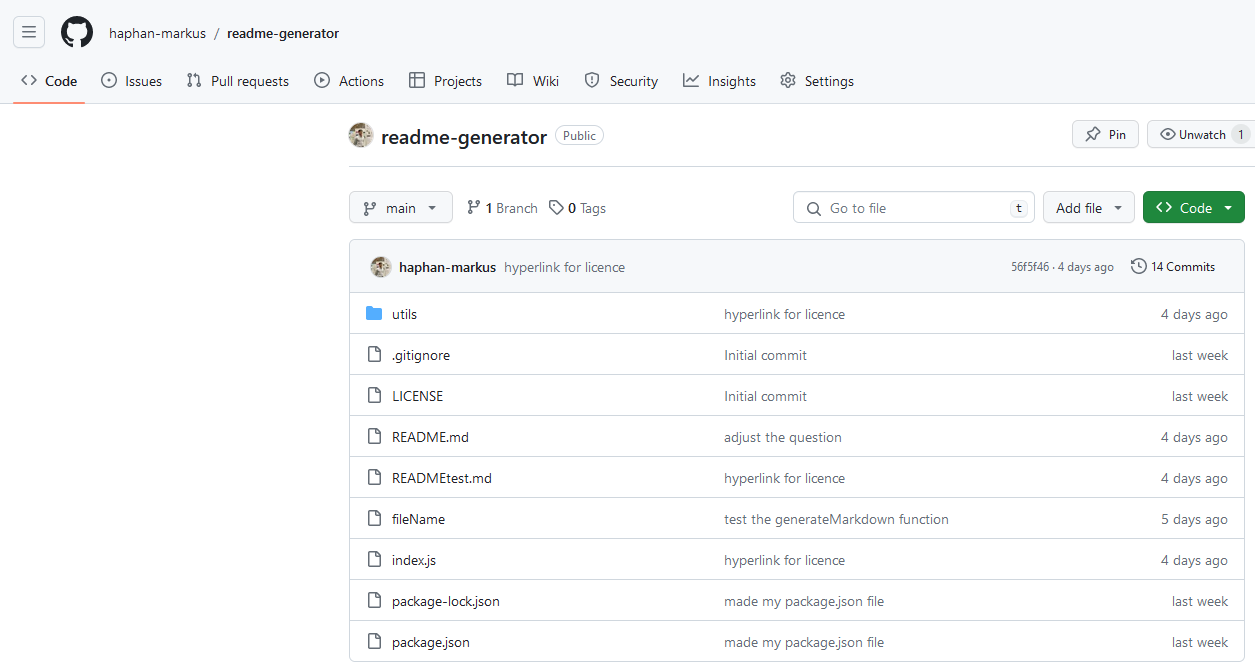 haphan-markus / readme-generator
Code Issues Pull requests Actions Projects Wiki Security Insights Settings
readme-generator Public Pin Unwatch 1
main 1 Branch 0 Tags Go to file t Add file Code
haphan-markus hyperlink for licence 56f5f46 · 4 days ago 14 Commits
utils hyperlink for licence 4 days ago
.gitignore Initial commit last week
LICENSE Initial commit last week
README.md adjust the question 4 days ago
READMEtest.md hyperlink for licence 4 days ago
fileName test the generateMarkdown function 5 days ago
index.js hyperlink for licence 4 days ago
package-lock.json made my package.json file last week
package.json made my package.json file last week